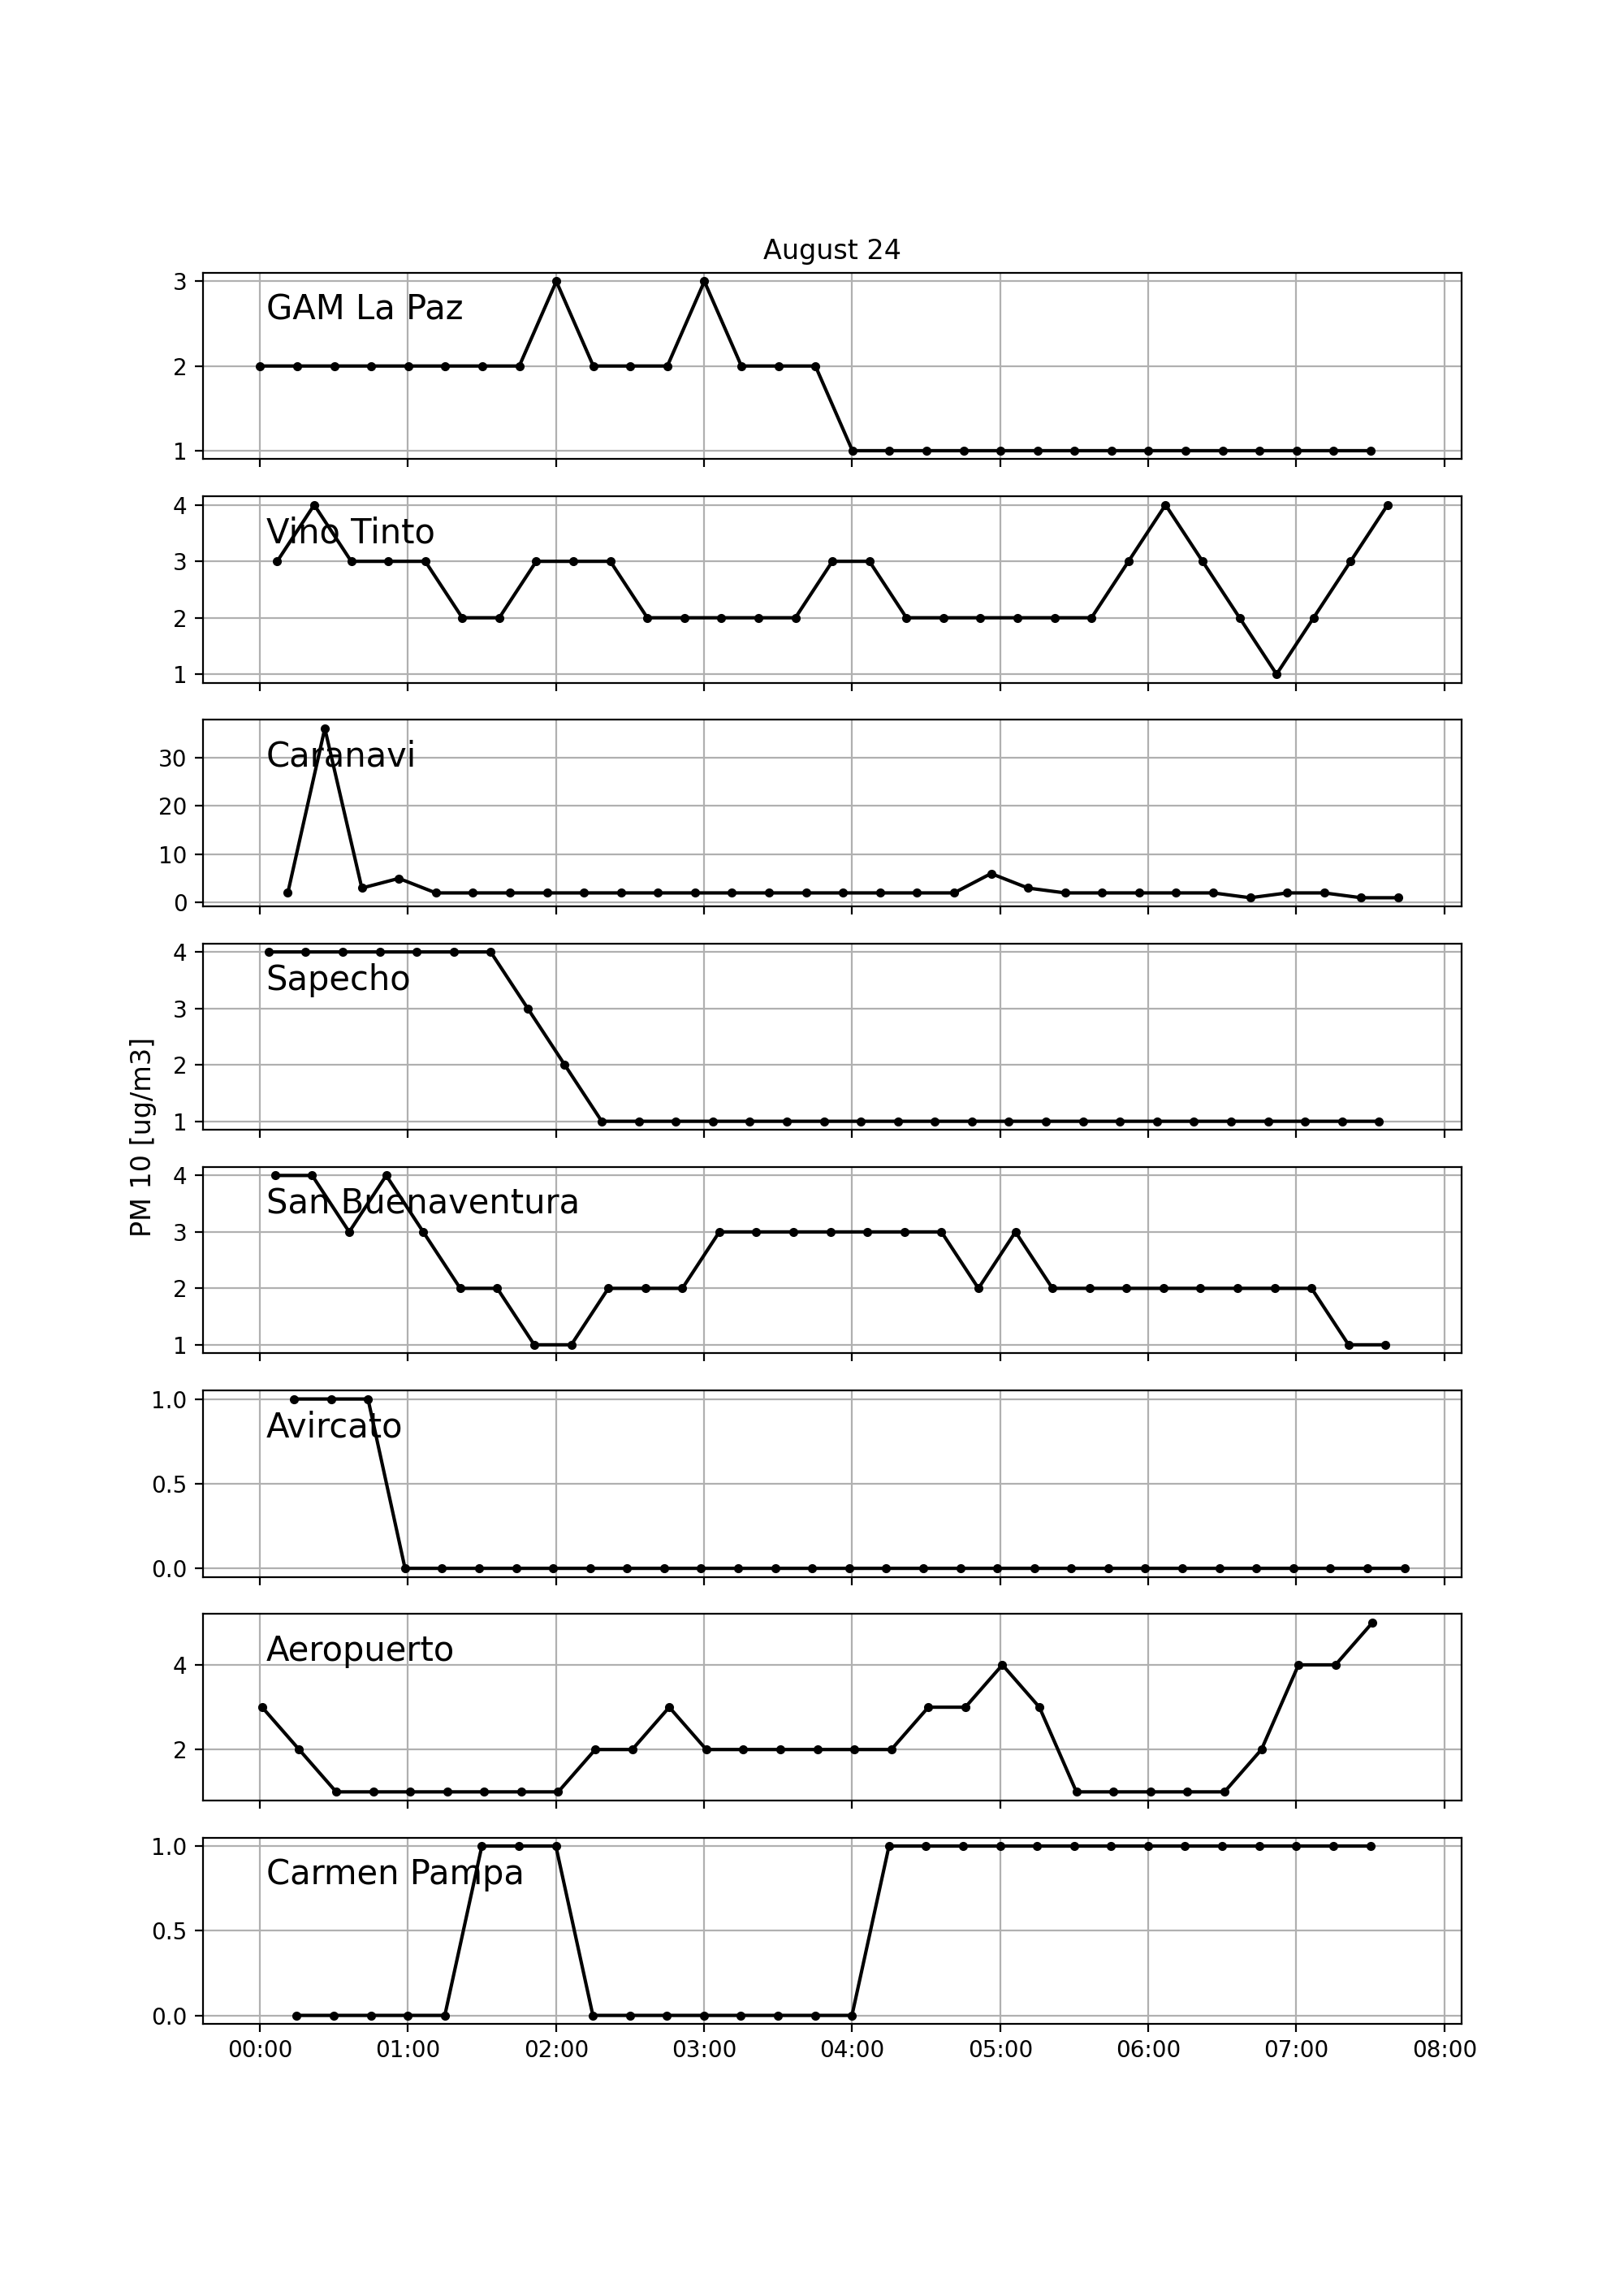 August 24
PM 10 [ug/m3]
GAM La Paz
3
2
1
Vino Tinto
4
3
2
1
Caranavi
30
20
10
0
Sapecho
4
3
2
1
San Buenaventura
4
3
2
1
Avircato
1.0
0.5
0.0
Aeropuerto
4
2
Carmen Pampa
1.0
0.5
0.0
00:00 01:00 02:00 03:00 04:00 05:00 06:00 07:00 08:00